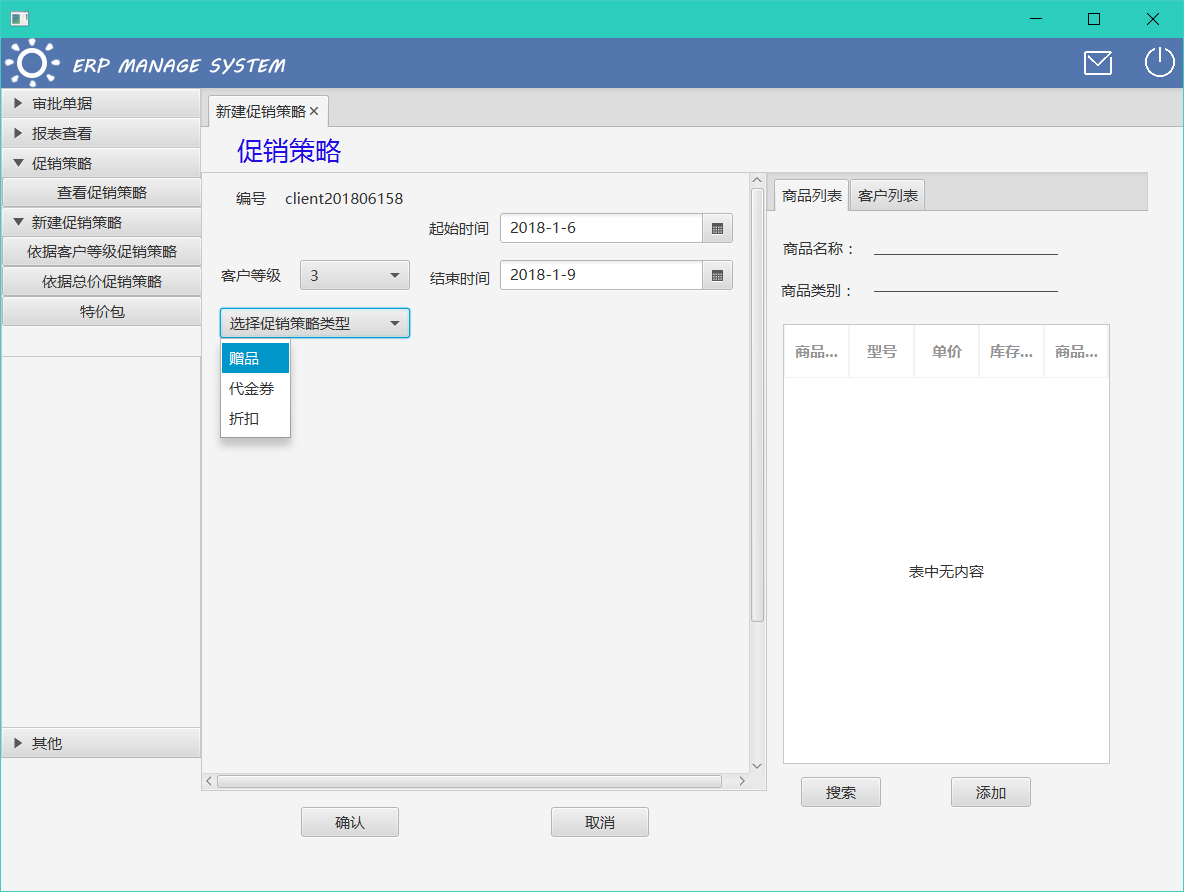 ERP MANAGE SYSTEM
审批单据
报表查看
促销策略
查看促销策略
新建促销策略
依据客户等级促销策略
依据总价促销策略
特价包
其他
新建促销策略
促销策略
编号 client201806158
起始时间 2018-1-6
客户等级 3 结束时间 2018-1-9
选择促销策略类型
赠品
代金券
折扣
确认 取消
商品列表 客户列表
商品名称：
商品类别：
商品... 型号 单价 库存... 商品...
表中无内容
搜索 添加